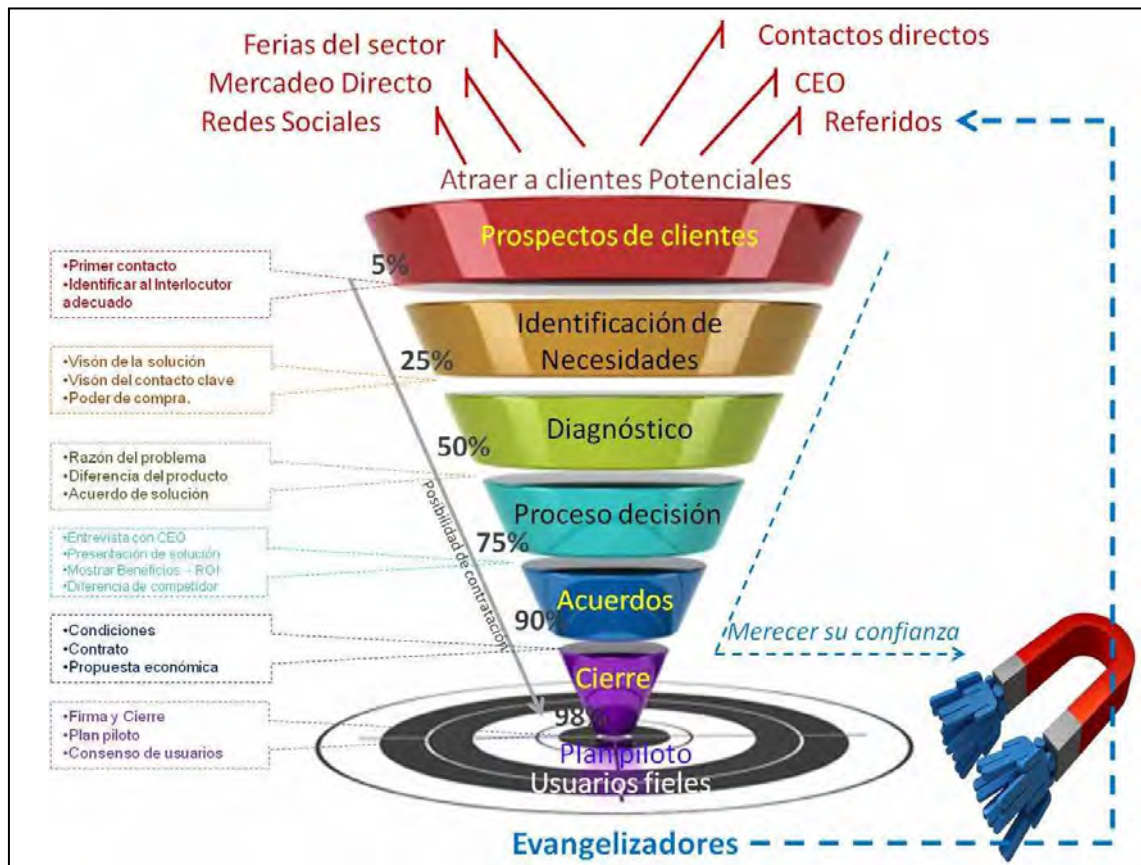 Ferias del sector
Mercadeo Directo
Redes Sociales
Contactos directos
CEO
Referidos
Atraer a clientes Potenciales
Prospectos de clientes
5%
•Primer contacto
•Identificar al Interlocutor
adecuado
Identificación de
Necesidades
25%
•Visón de la solución
•Visón del contacto clave
•Poder de compra.
Diagnóstico
50%
•Razón del problema
•Diferencia del producto
•Acuerdo de solución
Proceso decisión
75%
•Entrevista con CEO
•Presentación de solución
•Mostrar Beneficios - ROI
•Diferencia de competidor
Posibilidad de contratación
Acuerdos
90%
•Condiciones
•Contrato
•Propuesta económica
Merecer su confianza
Cierre
98%
•Firma y Cierre
•Plan piloto
•Consenso de usuarios
Plan piloto
Usuarios fieles
Evangelizadores